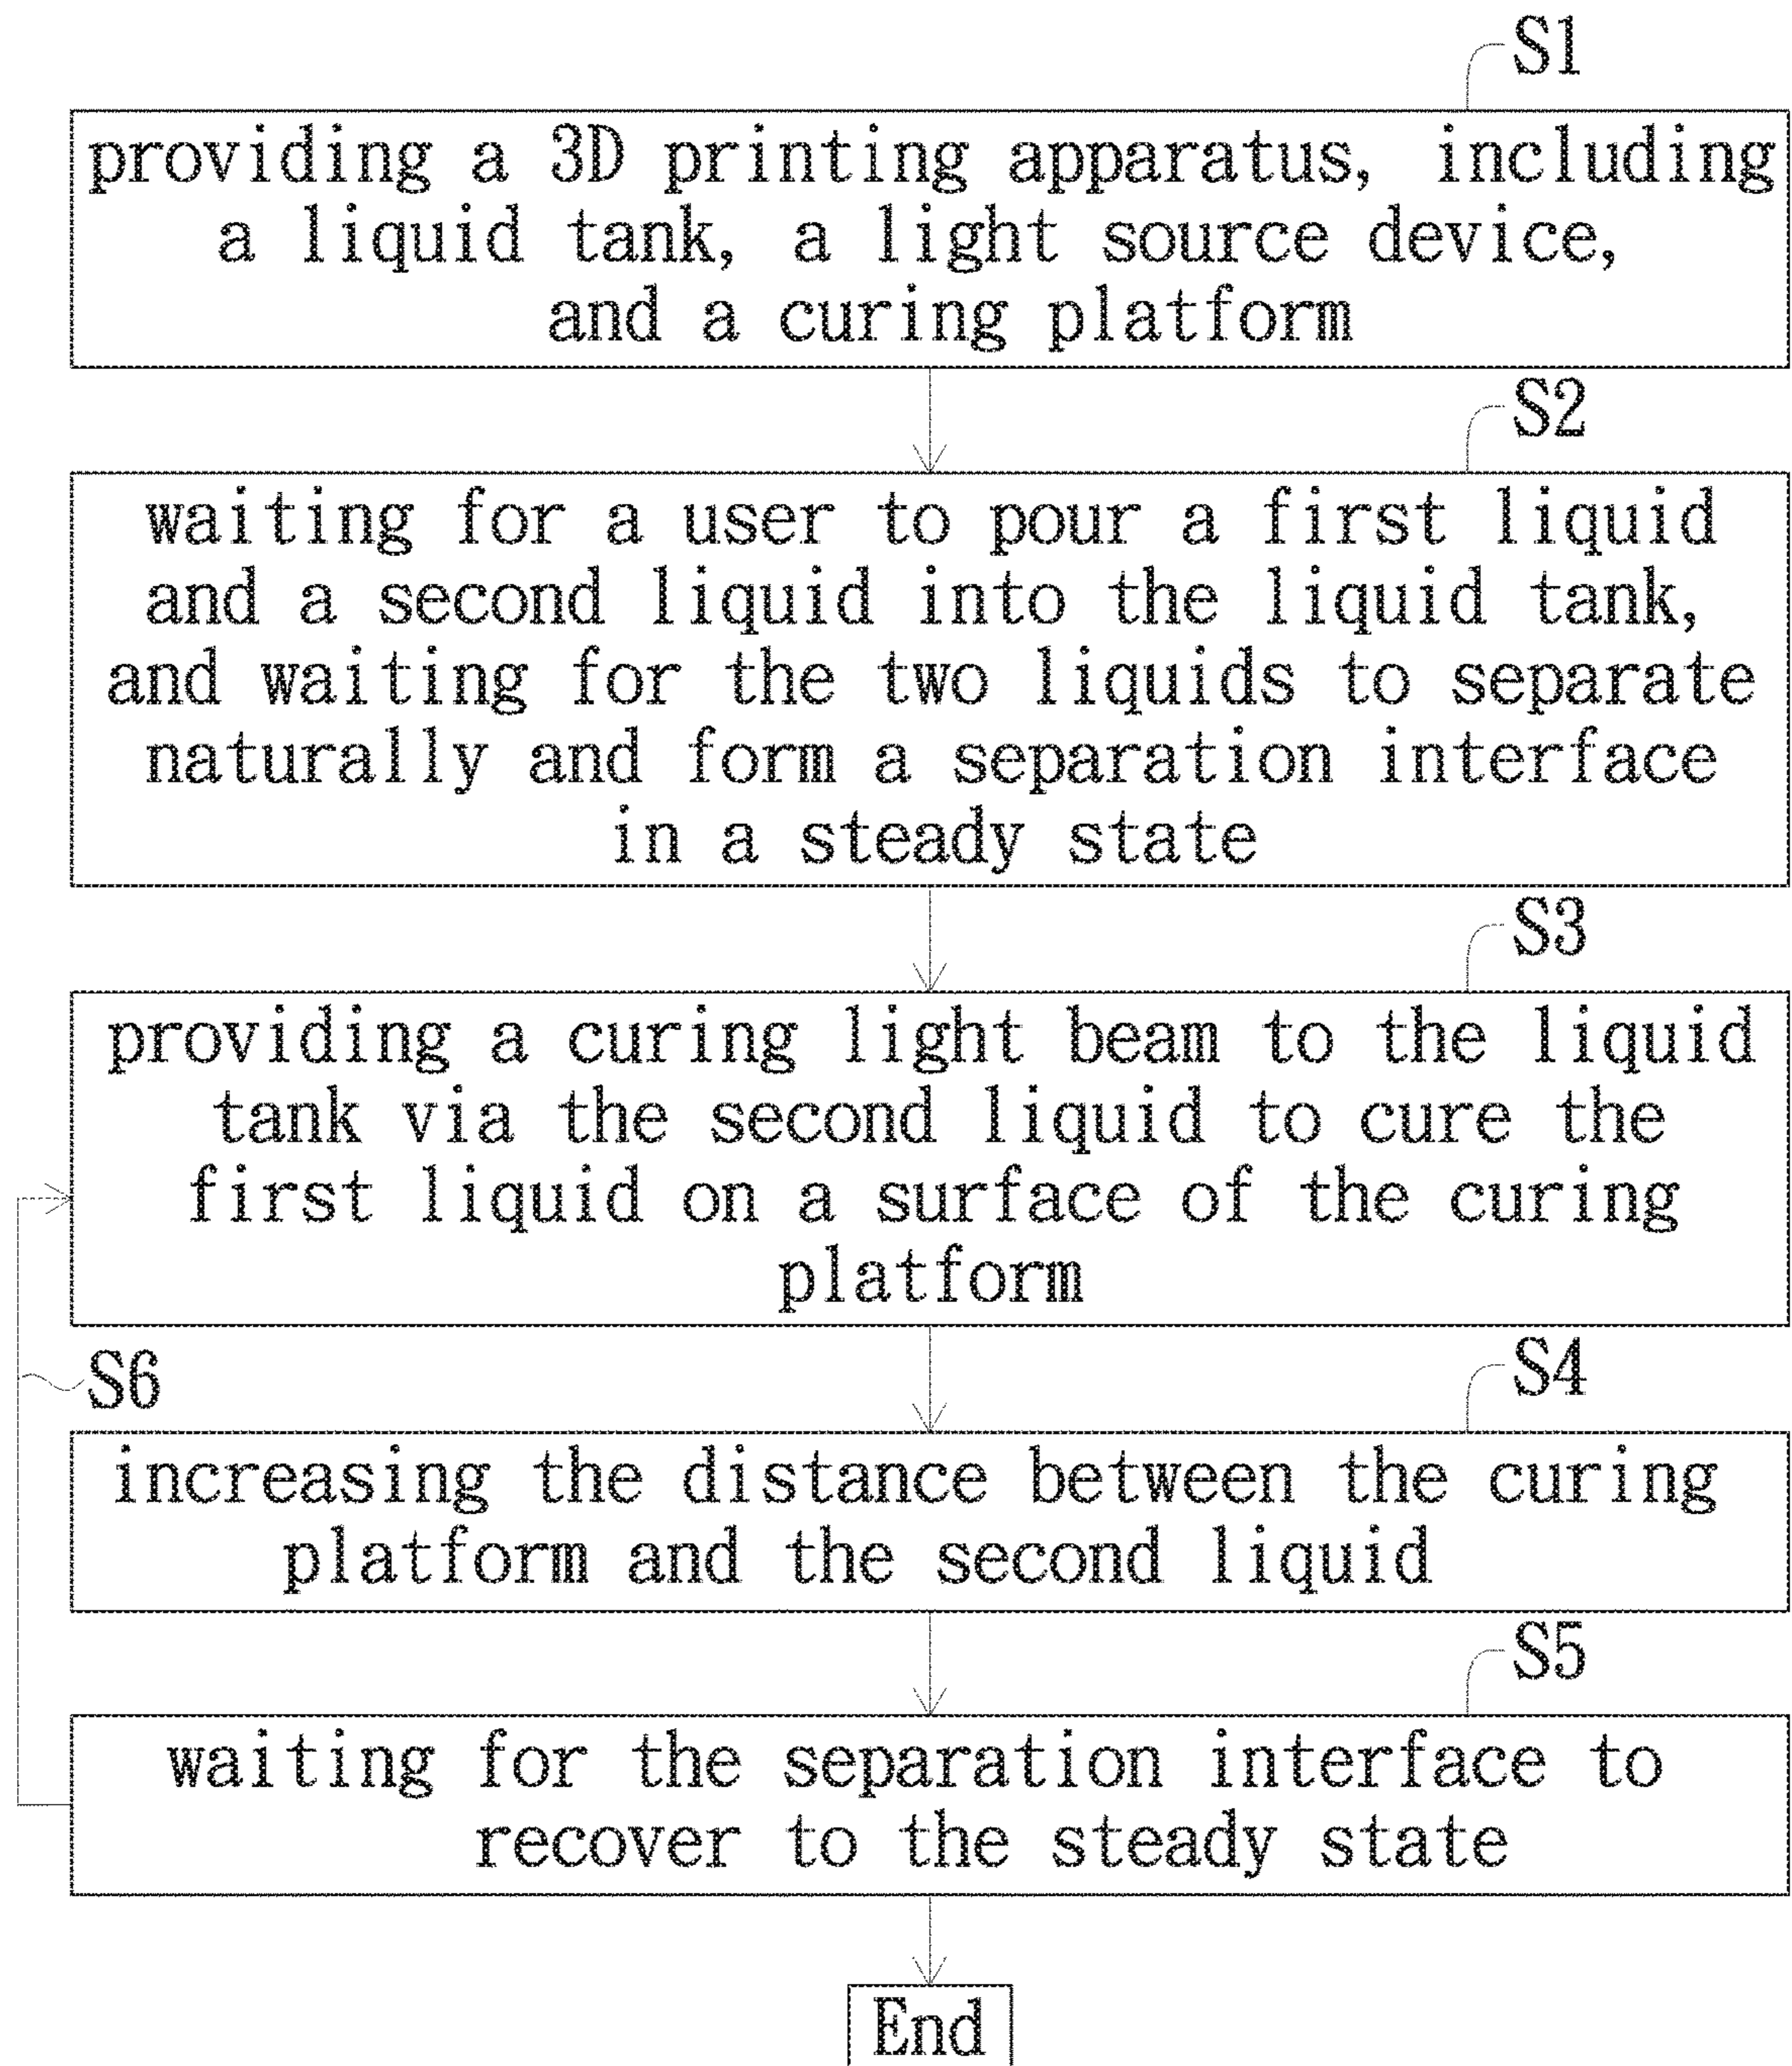 S1
providing a 3D printing apparatus, including
a liquid tank, a light source device,
and a curing platform
S2
waiting for a user to pour a first liquid
and a second liquid into the liquid tank,
and waiting for the two liquids to separate
naturally and form a separation interface
in a steady state
S3
providing a curing light beam to the liquid
tank via the second liquid to cure the
first liquid on a surface of the curing
platform
S6
S4
increasing the distance between the curing
platform and the second liquid
S5
waiting for the separation interface to
recover to the steady state
End